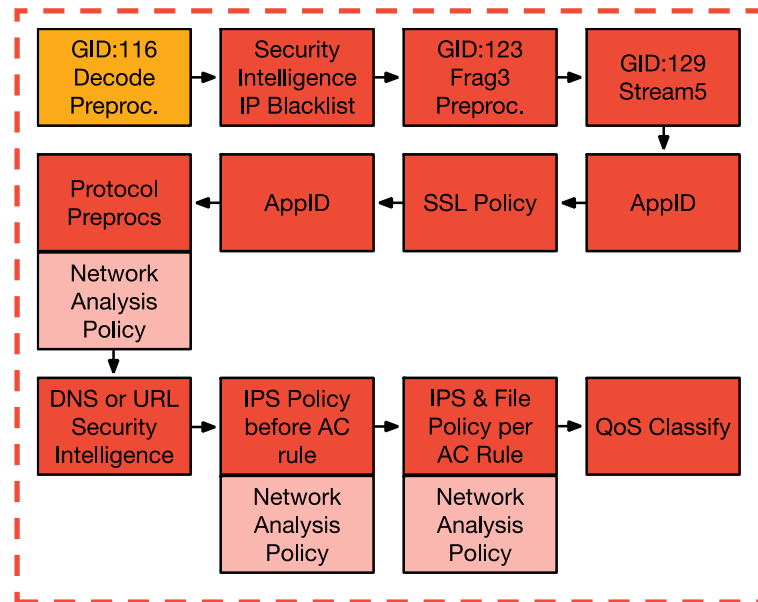 GID:116
Decode
Preproc.
Security
Intelligence
IP Blacklist
GID:123
Frag3
Preproc.
GID:129
Stream5
Protocol
Preprocs
AppID
SSL Policy
AppID
Network
Analysis
Policy
DNS or URL
Security
Intelligence
IPS Policy
before AC
rule
IPS & File
Policy per
AC Rule
QoS Classify
Network
Analysis
Policy
Network
Analysis
Policy